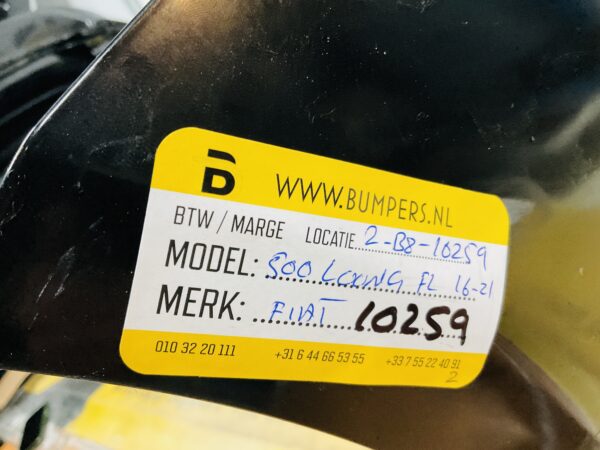 WWW.BUMPERS.NL
BTW / MARGE LOCATIE 2-B8-10259
MODEL: 500 FL 16-21
MERK: FIAT 10259
010 32 20 111 +31 6 44 66 53 55 +33 7 55 22 40 91
2